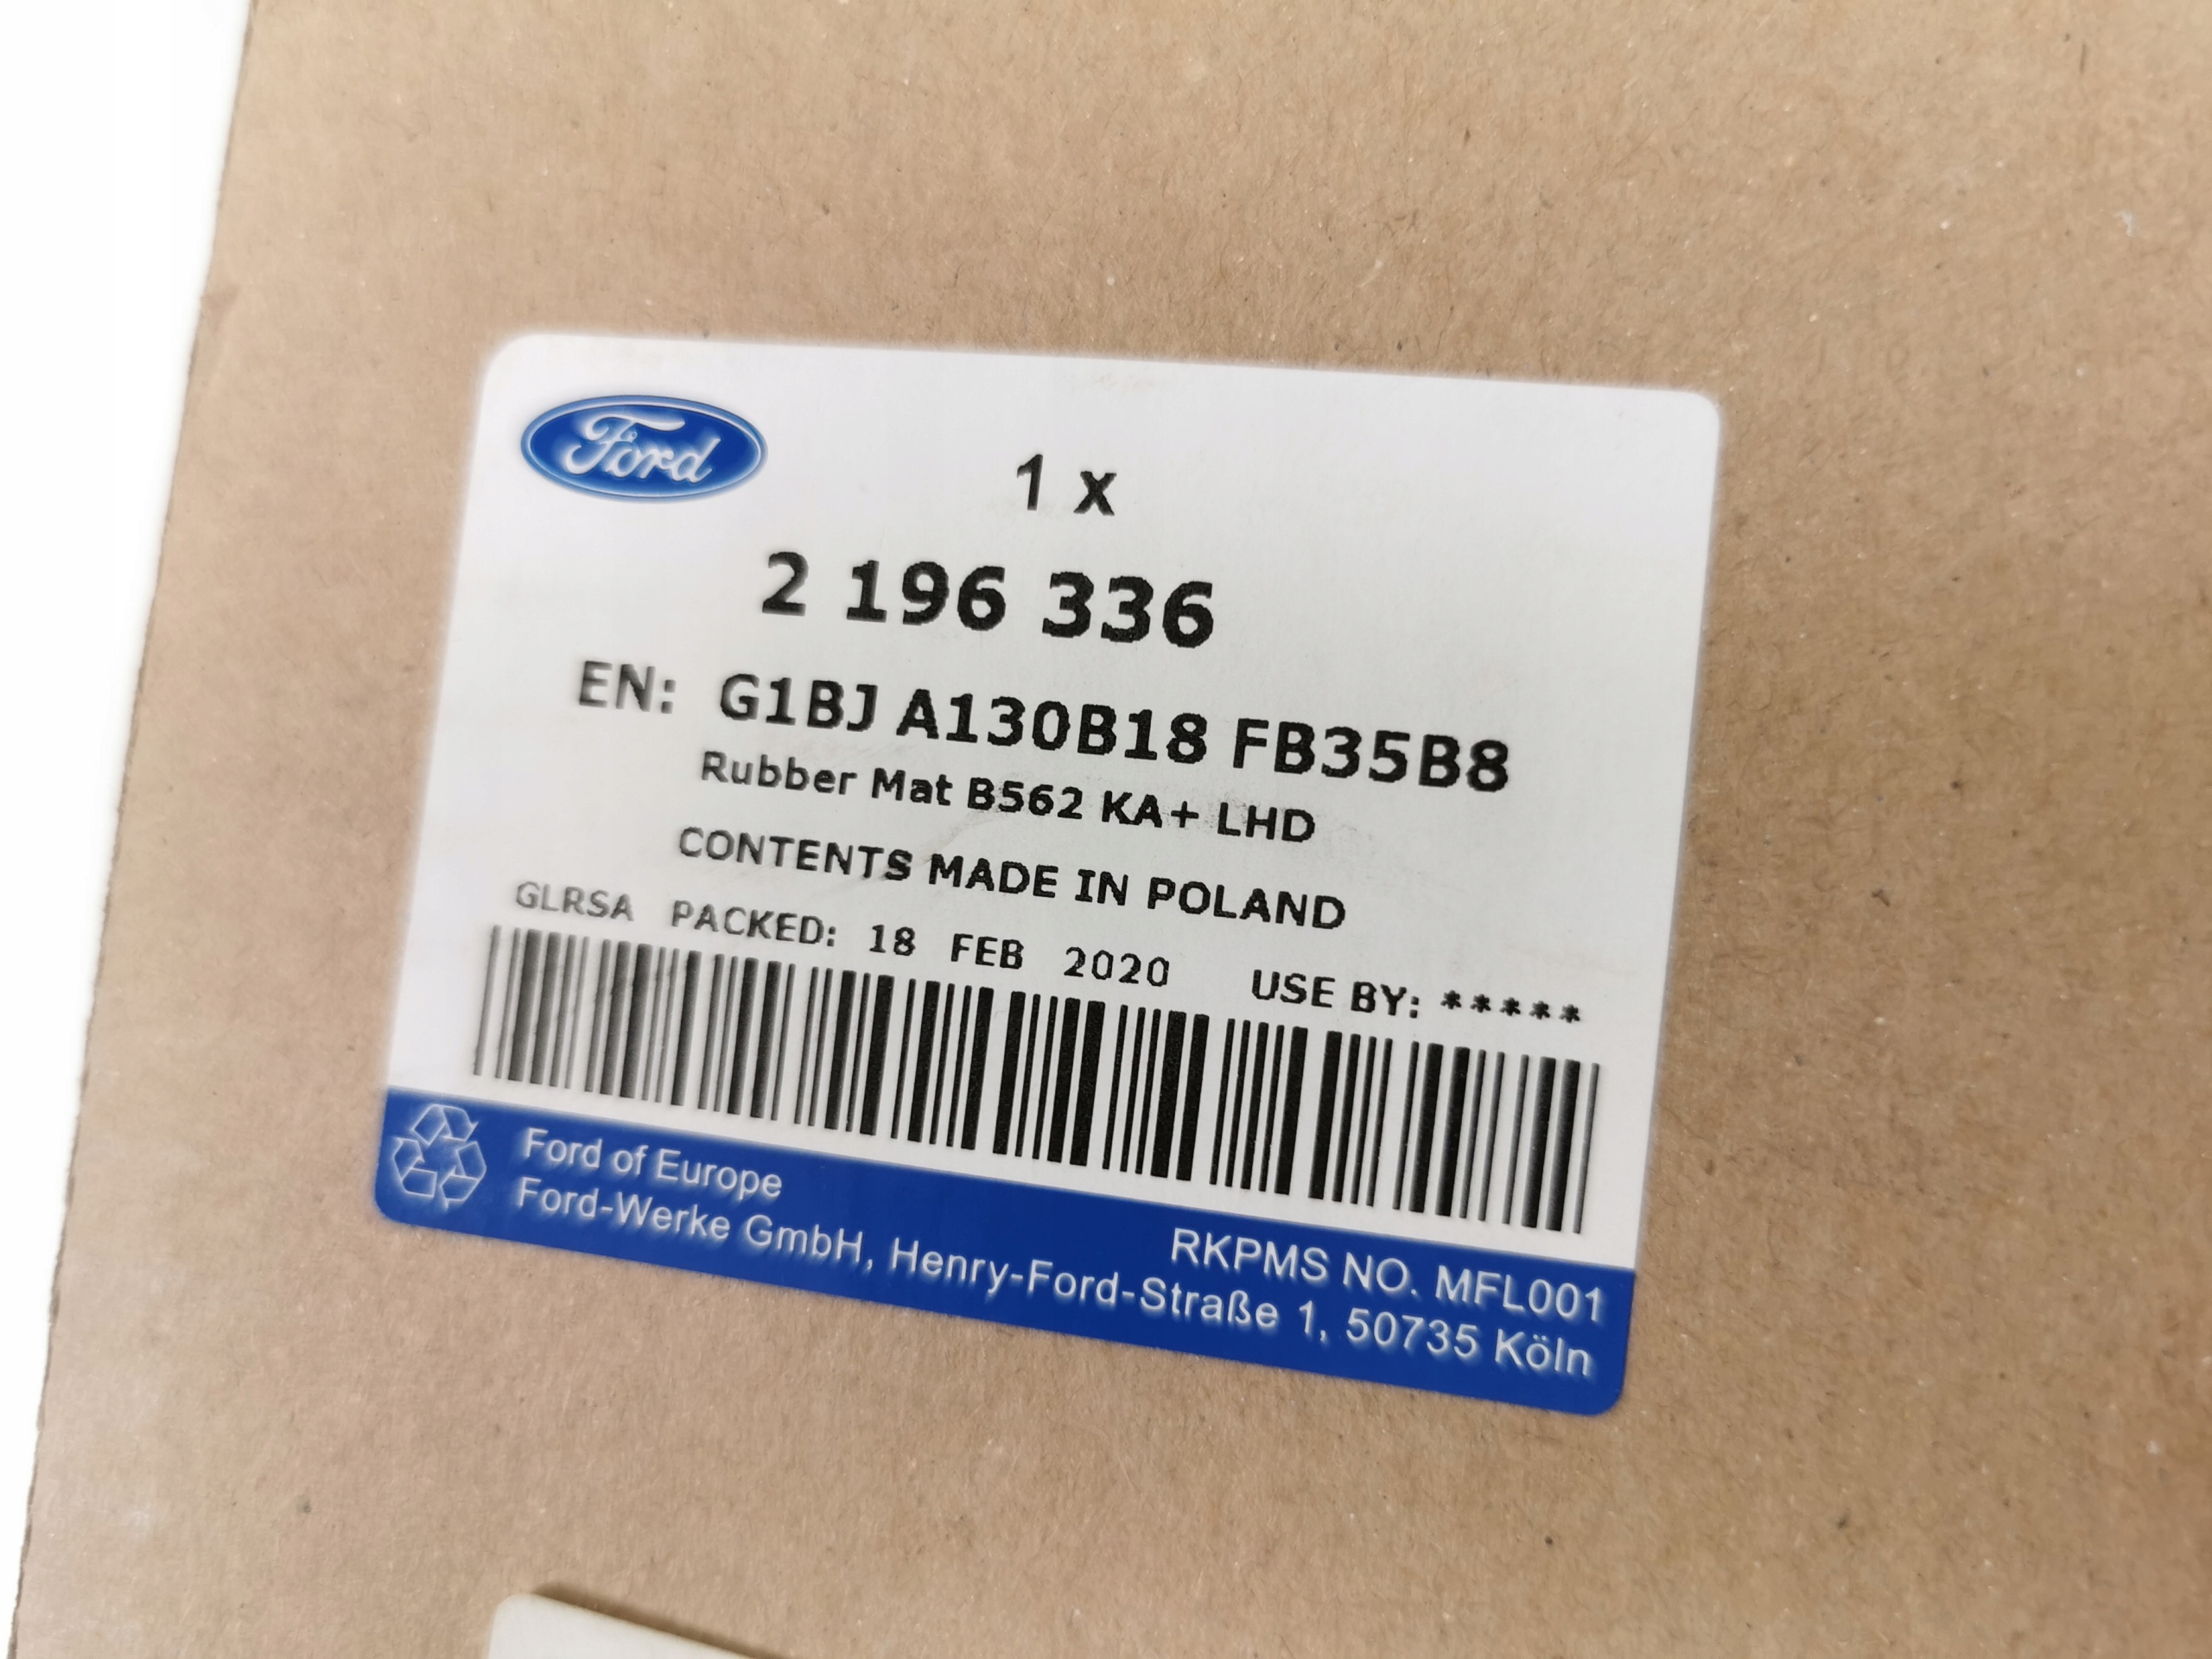 Ford
1 x
2 196 336
EN: G1BJ A130B18 FB35B8
Rubber Mat B562 KA+ LHD
CONTENTS MADE IN POLAND
GLRSA PACKED: 18 FEB 2020 USE BY: *****
Ford of Europe
RKPMS NO. MFL001
Ford-Werke GmbH, Henry-Ford-Straße 1, 50735 Köln